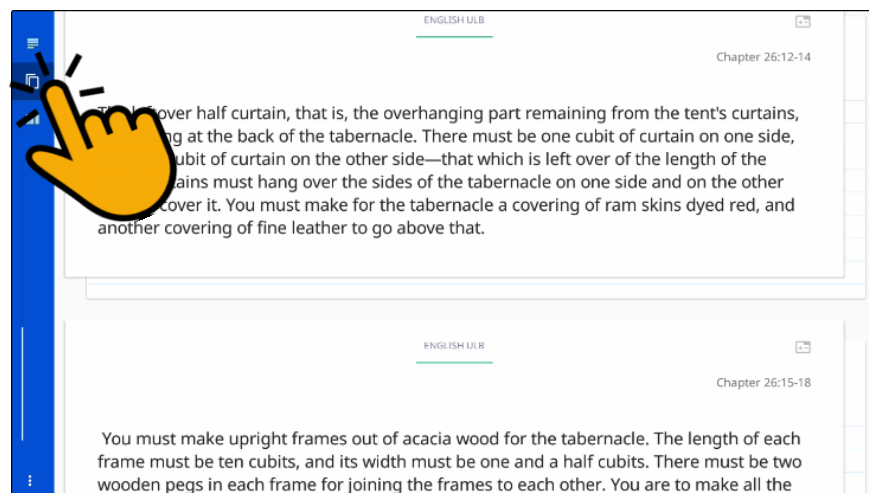 ENGLISH ULB
Chapter 26:12-14
over half curtain, that is, the overhanging part remaining from the tent's curtains,
at the back of the tabernacle. There must be one cubit of curtain on one side,
cubit of curtain on the other side—that which is left over of the length of the
must hang over the sides of the tabernacle on one side and on the other
cover it. You must make for the tabernacle a covering of ram skins dyed red, and
another covering of fine leather to go above that.
ENGLISH ULB
Chapter 26:15-18
You must make upright frames out of acacia wood for the tabernacle. The length of each
frame must be ten cubits, and its width must be one and a half cubits. There must be two
wooden pegs in each frame for joining the frames to each other. You are to make all the